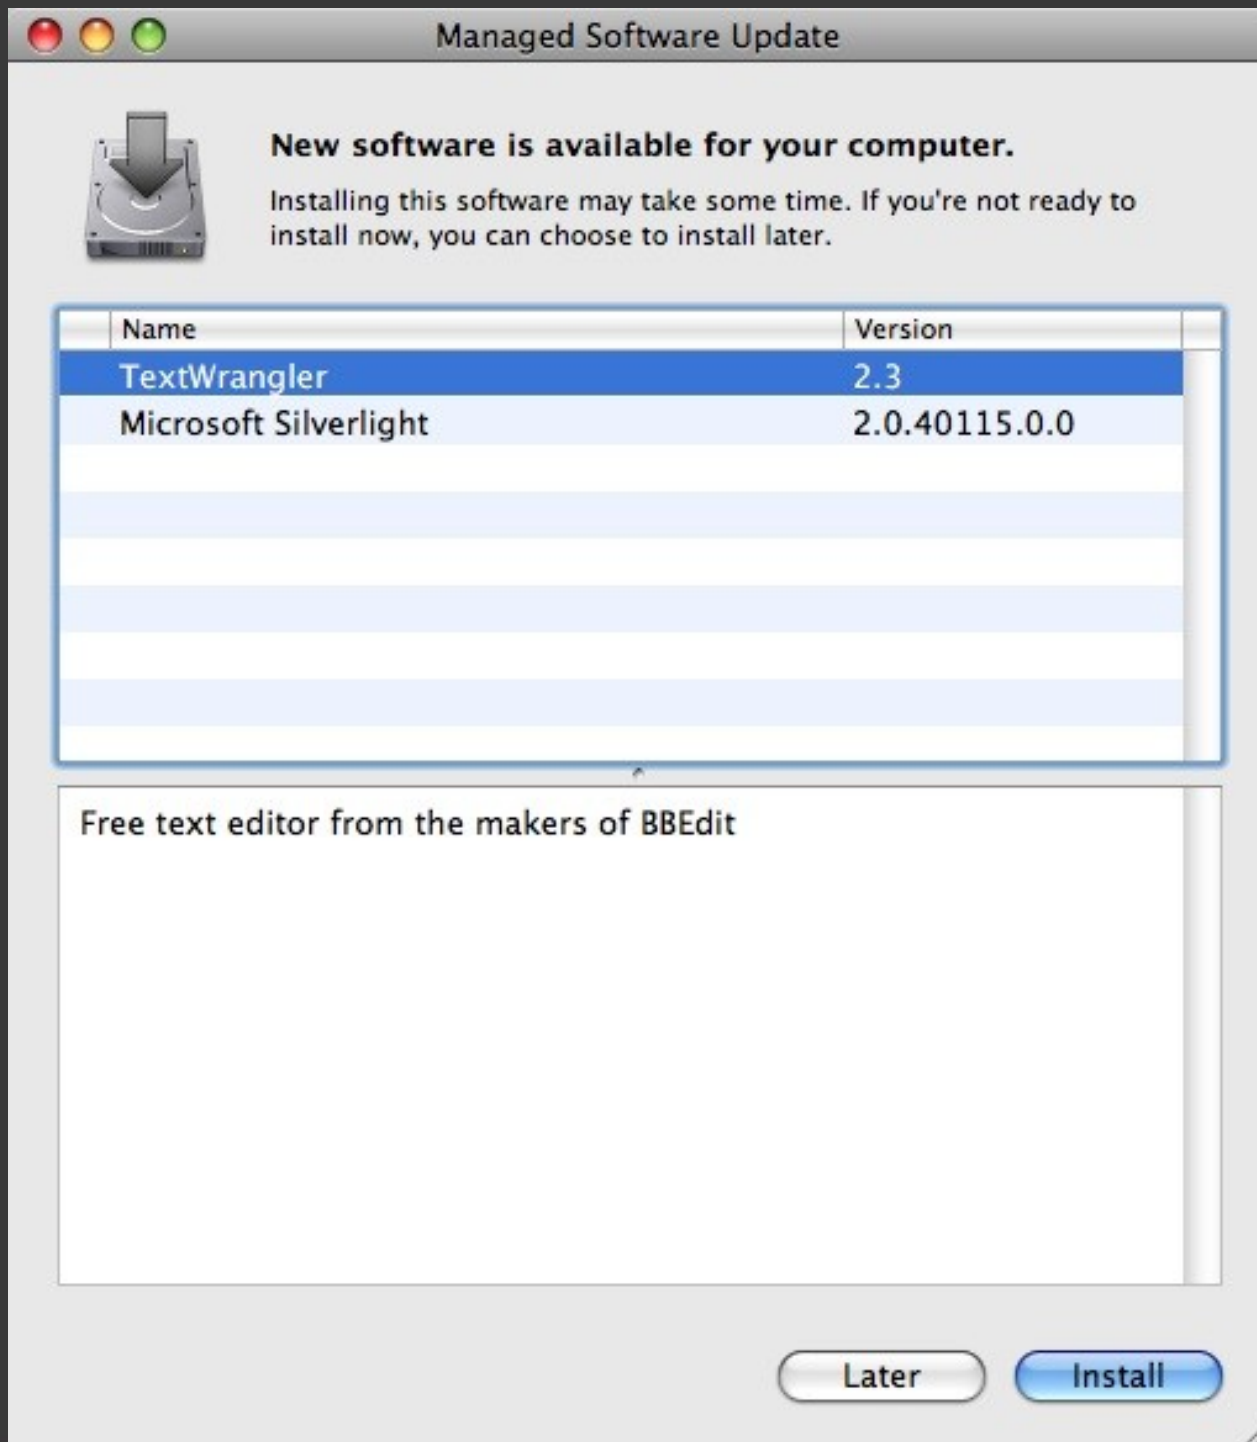 Managed Software Update
New software is available for your computer.
Installing this software may take some time. If you're not ready to
install now, you can choose to install later.
Name Version
TextWrangler 2.3
Microsoft Silverlight 2.0.40115.0.0
Free text editor from the makers of BBEdit
Later Install